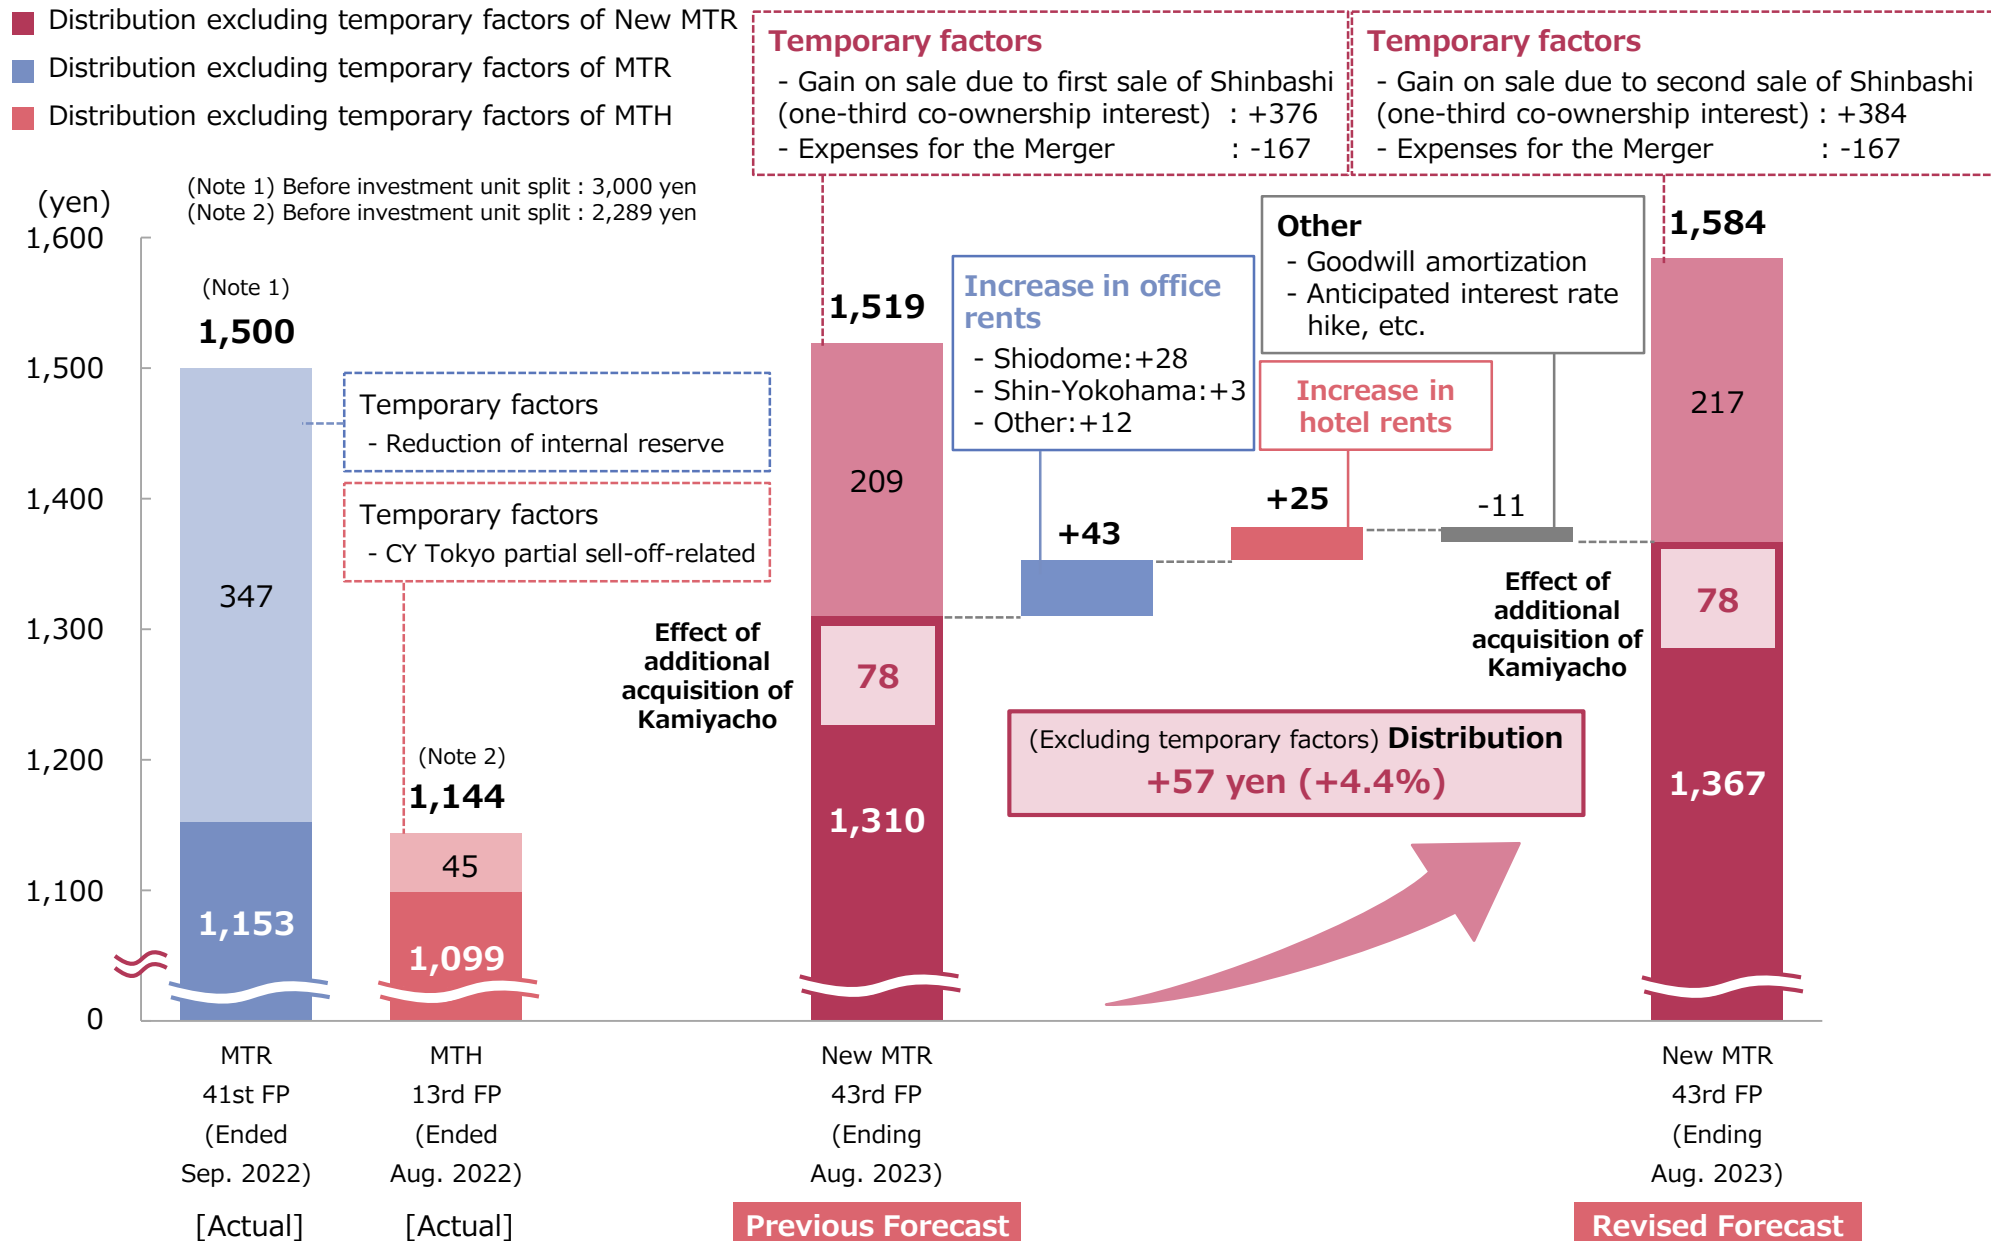 Distribution excluding temporary factors of New MTR
Distribution excluding temporary factors of MTR
Distribution excluding temporary factors of MTH
Temporary factors
- Gain on sale due to first sale of Shinbashi
(one-third co-ownership interest) : +376
- Expenses for the Merger : -167
Temporary factors
- Gain on sale due to second sale of Shinbashi
(one-third co-ownership interest) : +384
- Expenses for the Merger : -167
(Note 1) Before investment unit split : 3,000 yen
(Note 2) Before investment unit split : 2,289 yen
(yen)
1,600
1,500
1,400
1,300
1,200
1,100
0
(Note 1)
1,500
347
1,153
Temporary factors
- Reduction of internal reserve
Temporary factors
- CY Tokyo partial sell-off-related
(Note 2)
1,144
45
1,099
1,519
209
Effect of
additional
acquisition of
Kamiyacho
78
1,310
Increase in office
rents
- Shiodome:+28
- Shin-Yokohama:+3
- Other:+12
+43
Increase in
hotel rents
+25
Other
- Goodwill amortization
- Anticipated interest rate
hike, etc.
-11
1,584
217
Effect of
additional
acquisition of
Kamiyacho
78
1,367
(Excluding temporary factors) Distribution
+57 yen (+4.4%)
MTR
41st FP
(Ended
Sep. 2022)
[Actual]
MTH
13rd FP
(Ended
Aug. 2022)
[Actual]
New MTR
43rd FP
(Ending
Aug. 2023)
Previous Forecast
New MTR
43rd FP
(Ending
Aug. 2023)
Revised Forecast